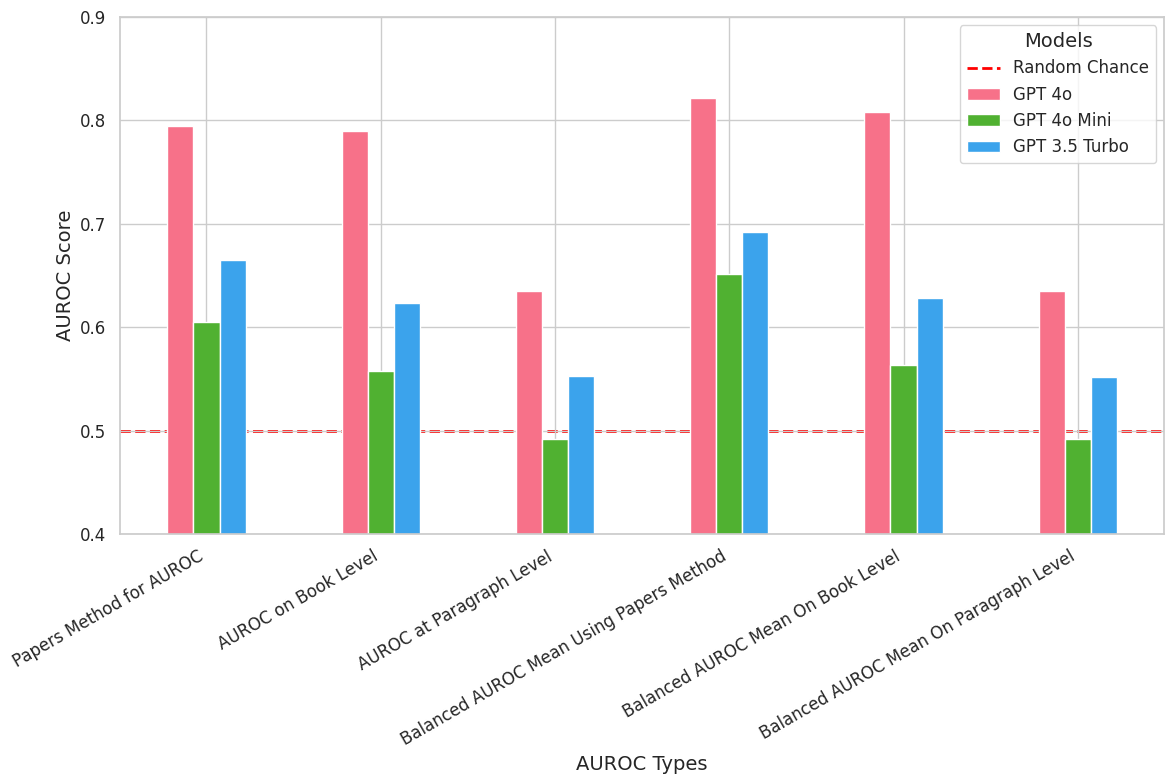 0.9
0.8
0.7
0.6
0.5
0.4
AUROC Score
Models
Random Chance
GPT 4o
GPT 4o Mini
GPT 3.5 Turbo
Papers Method for AUROC
AUROC on Book Level
AUROC at Paragraph Level
Balanced AUROC Mean Using Papers Method
Balanced AUROC Mean On Book Level
Balanced AUROC Mean On Paragraph Level
AUROC Types